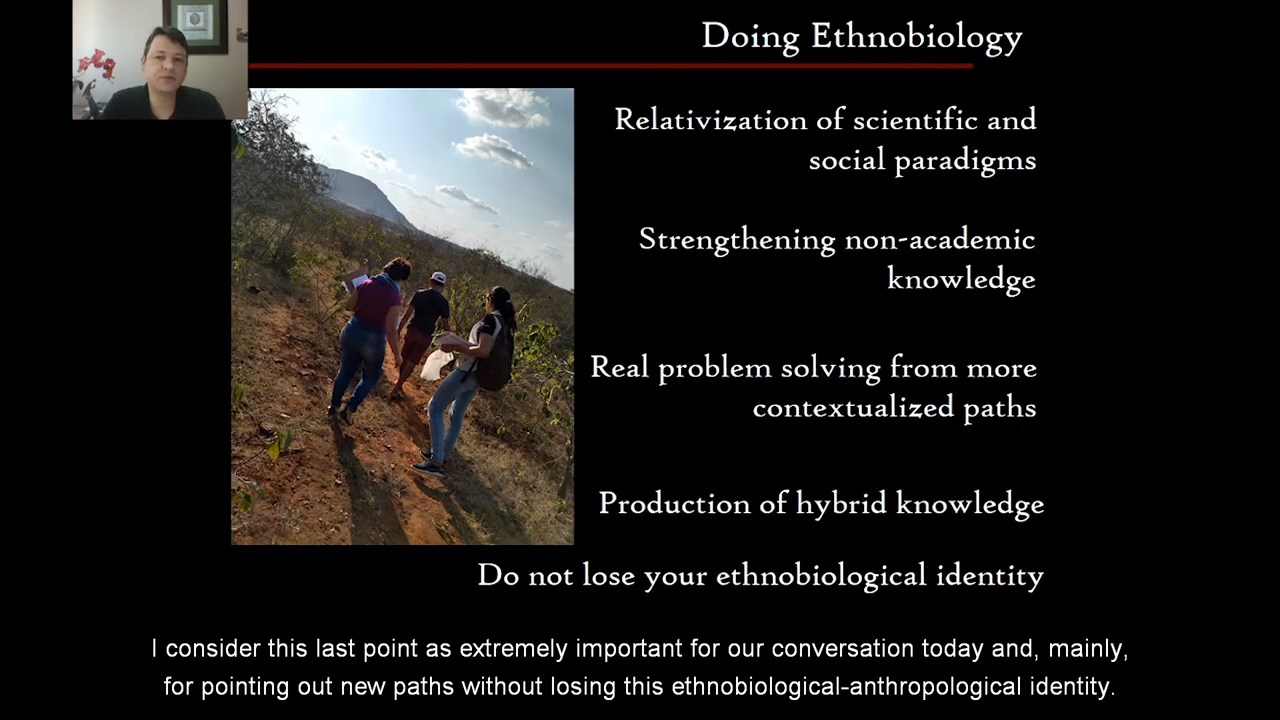 Doing Ethnobiology
Relativization of scientific and
social paradigms
Strengthening non-academic
knowledge
Real problem solving from more
contextualized paths
Production of hybrid knowledge
Do not lose your ethnobiological identity
I consider this last point as extremely important for our conversation today and, mainly,
for pointing out new paths without losing this ethnobiological-anthropological identity.